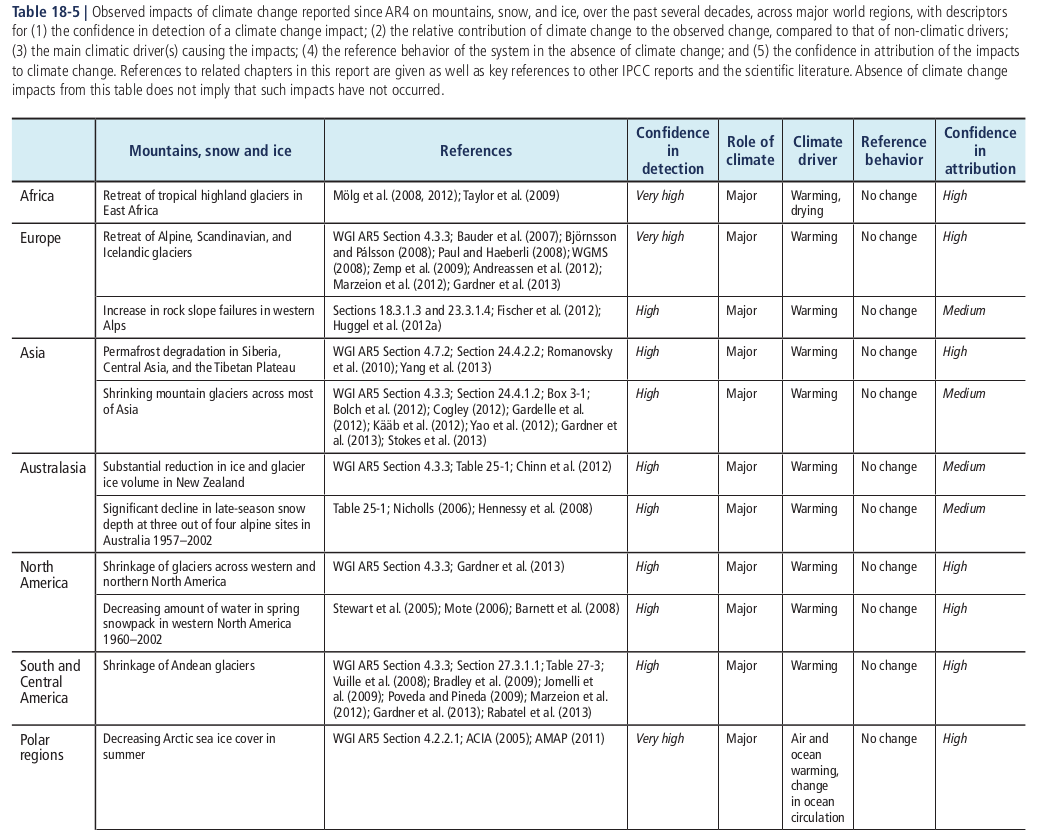 Table 18-5 | Observed impacts of climate change reported since AR4 on mountains, snow, and ice, over the past several decades, across major world regions, with descriptors
for (1) the confidence in detection of a climate change impact; (2) the relative contribution of climate change to the observed change, compared to that of non-climatic drivers;
(3) the main climatic driver(s) causing the impacts; (4) the reference behavior of the system in the absence of climate change; and (5) the confidence in attribution of the impacts
to climate change. References to related chapters in this report are given as well as key references to other IPCC reports and the scientific literature. Absence of climate change
impacts from this table does not imply that such impacts have not occurred.
Mountains, snow and ice
References
Confidence
in
detection
Role of
climate
Climate
driver
Reference
behavior
Confidence
in
attribution
Africa
Retreat of tropical highland glaciers in
East Africa
Mölg et al. (2008, 2012); Taylor et al. (2009)
Very high
Major
Warming,
drying
No change
High
Europe
Retreat of Alpine, Scandinavian, and
Icelandic glaciers
WGI AR5 Section 4.3.3; Bauder et al. (2007); Björnsson
and Pálsson (2008); Paul and Haeberli (2008); WGMS
(2008); Zemp et al. (2009); Andreassen et al. (2012);
Marzeion et al. (2012); Gardner et al. (2013)
Very high
Major
Warming
No change
High
Increase in rock slope failures in western
Alps
Sections 18.3.1.3 and 23.3.1.4; Fischer et al. (2012);
Huggel et al. (2012a)
High
Major
Warming
No change
Medium
Asia
Permafrost degradation in Siberia,
Central Asia, and the Tibetan Plateau
WGI AR5 Section 4.7.2; Section 24.4.2.2; Romanovsky
et al. (2010); Yang et al. (2013)
High
Major
Warming
No change
High
Shrinking mountain glaciers across most
of Asia
WGI AR5 Section 4.3.3; Section 24.4.1.2; Box 3-1;
Bolch et al. (2012); Cogley (2012); Gardelle et al.
(2012); Kääb et al. (2012); Yao et al. (2012); Gardner et
al. (2013); Stokes et al. (2013)
High
Major
Warming
No change
Medium
Australasia
Substantial reduction in ice and glacier
ice volume in New Zealand
WGI AR5 Section 4.3.3; Table 25-1; Chinn et al. (2012)
High
Major
Warming
No change
Medium
Significant decline in late-season snow
depth at three out of four alpine sites in
Australia 1957–2002
Table 25-1; Nicholls (2006); Hennessy et al. (2008)
High
Major
Warming
No change
Medium
North
America
Shrinkage of glaciers across western and
northern North America
WGI AR5 Section 4.3.3; Gardner et al. (2013)
High
Major
Warming
No change
High
Decreasing amount of water in spring
snowpack in western North America
1960–2002
Stewart et al. (2005); Mote (2006); Barnett et al. (2008)
High
Major
Warming
No change
High
South and
Central
America
Shrinkage of Andean glaciers
WGI AR5 Section 4.3.3; Section 27.3.1.1; Table 27-3;
Vuille et al. (2008); Bradley et al. (2009); Jomelli et
al. (2009); Poveda and Pineda (2009); Marzeion et al.
(2012); Gardner et al. (2013); Rabatel et al. (2013)
High
Major
Warming
No change
High
Polar
regions
Decreasing Arctic sea ice cover in
summer
WGI AR5 Section 4.2.2.1; ACIA (2005); AMAP (2011)
Very high
Major
Air and
ocean
warming,
change
in ocean
circulation
No change
High